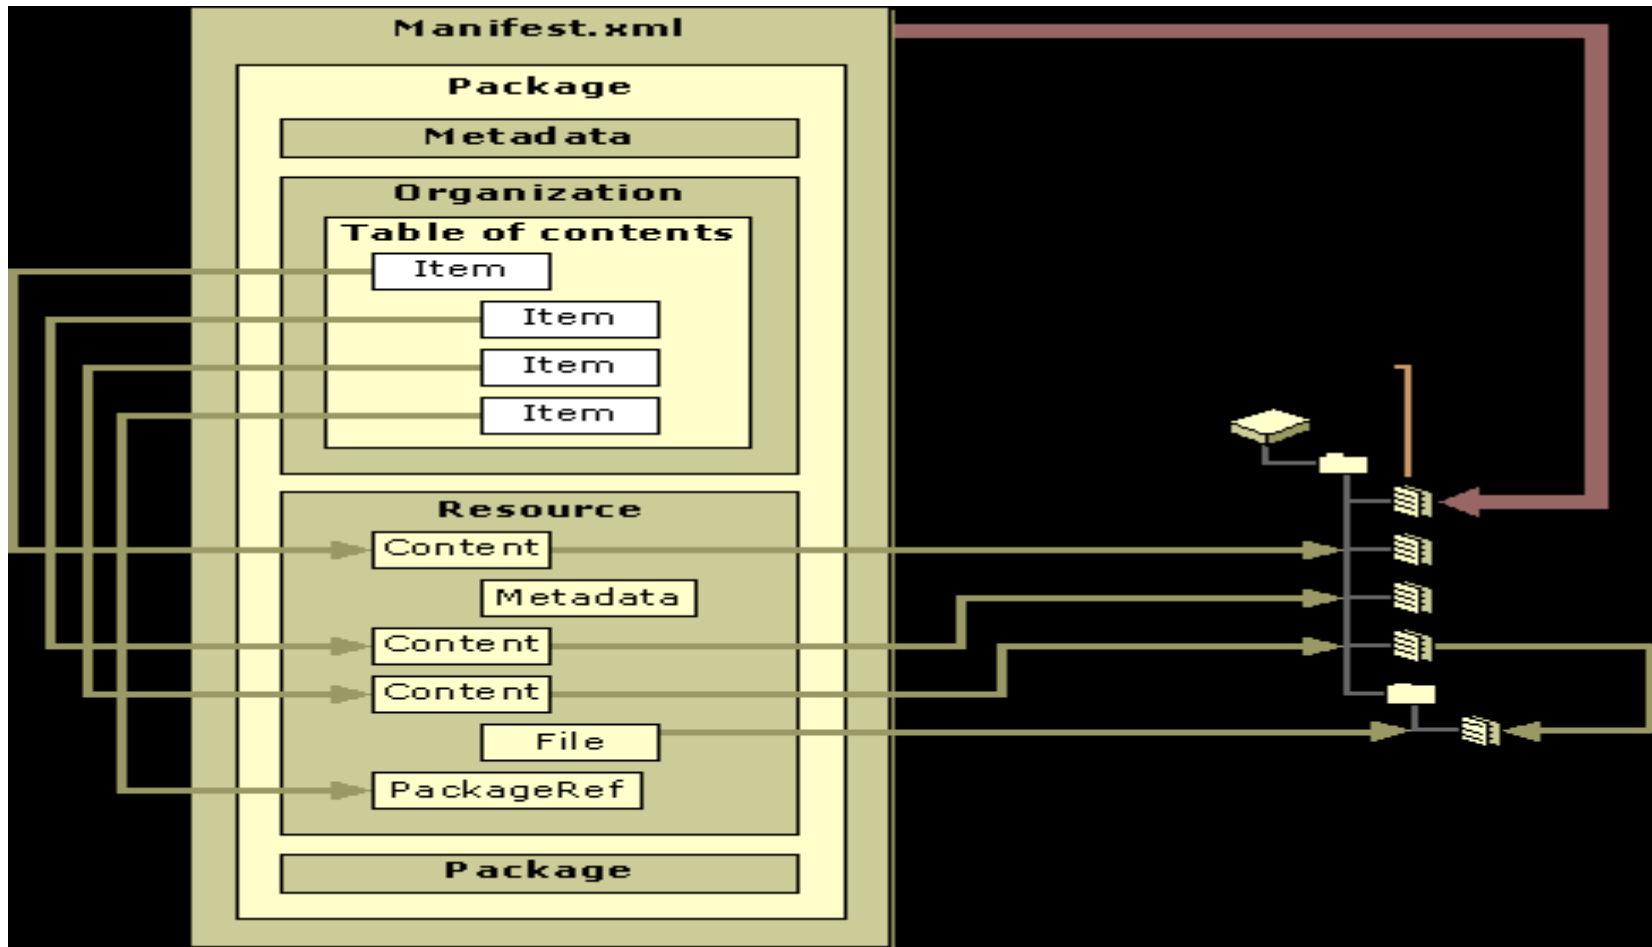 Manifest.xml
Package
Metadata
Organization
Table of contents
Item
Item
Item
Item
Resource
Content
Metadata
Content
Content
File
PackageRef
Package